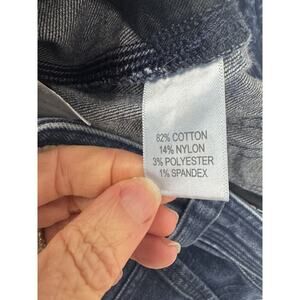 82% COTTON
14% NYLON
3% POLYESTER
1% SPANDEX